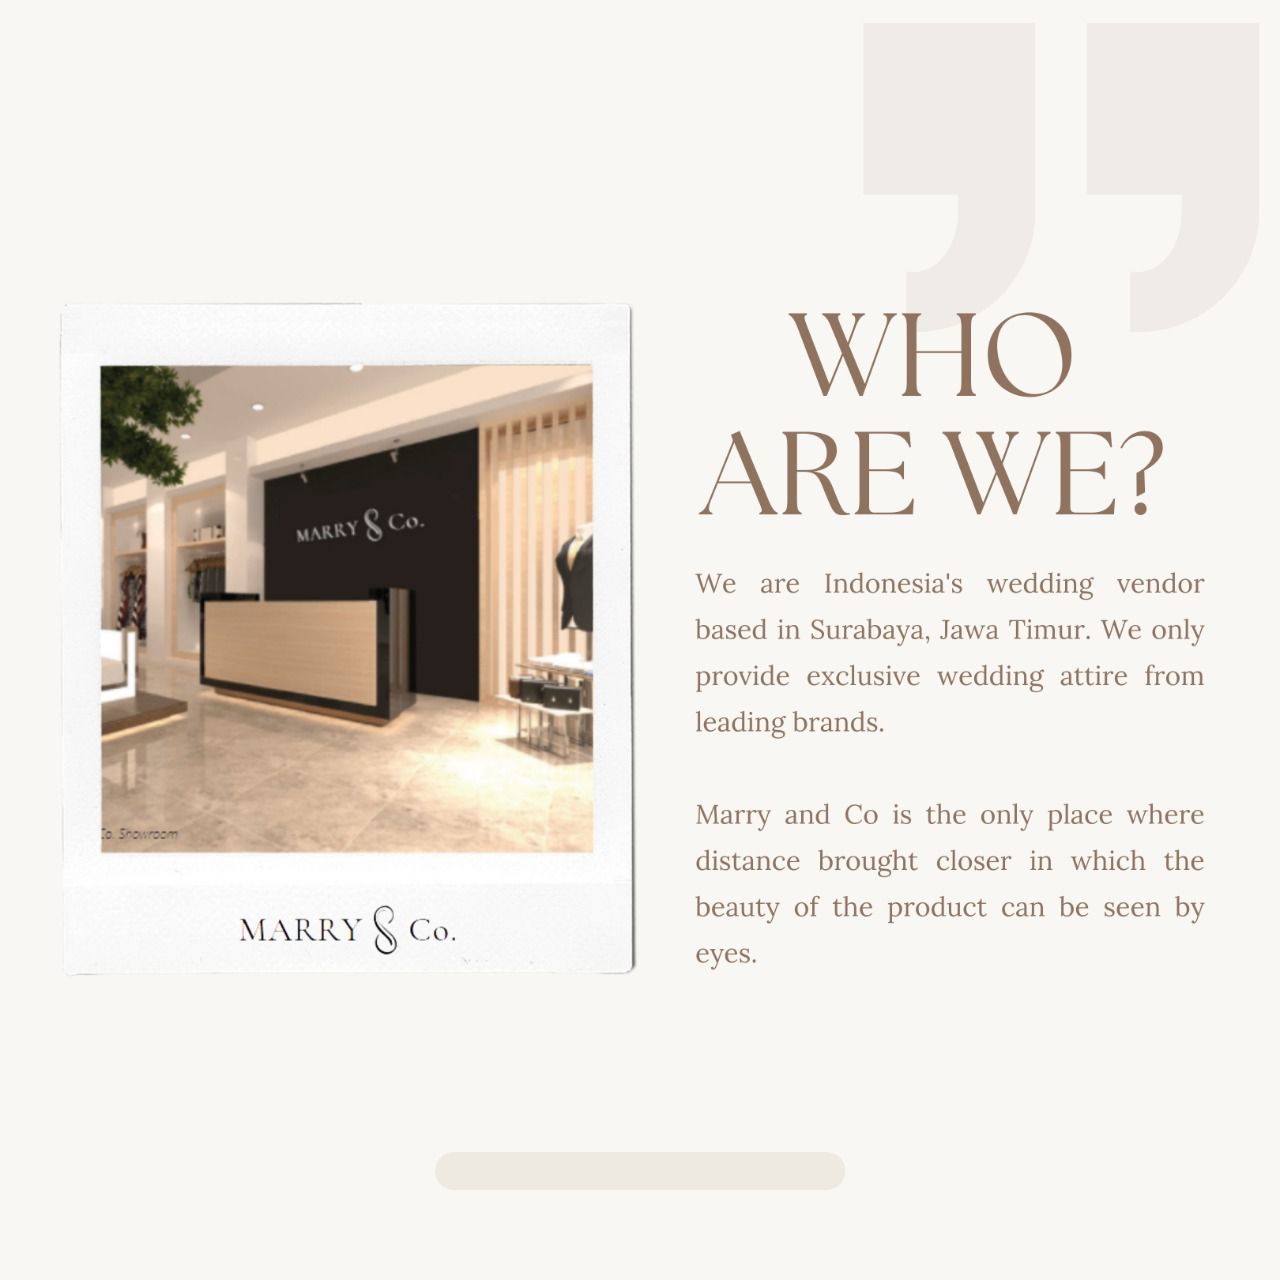 MARRY & Co.
Co. Showroom
MARRY & Co.
WHO
ARE WE?
We are Indonesia's wedding vendor
based in Surabaya, Jawa Timur. We only
provide exclusive wedding attire from
leading brands.
Marry and Co is the only place where
distance brought closer in which the
beauty of the product can be seen by
eyes.